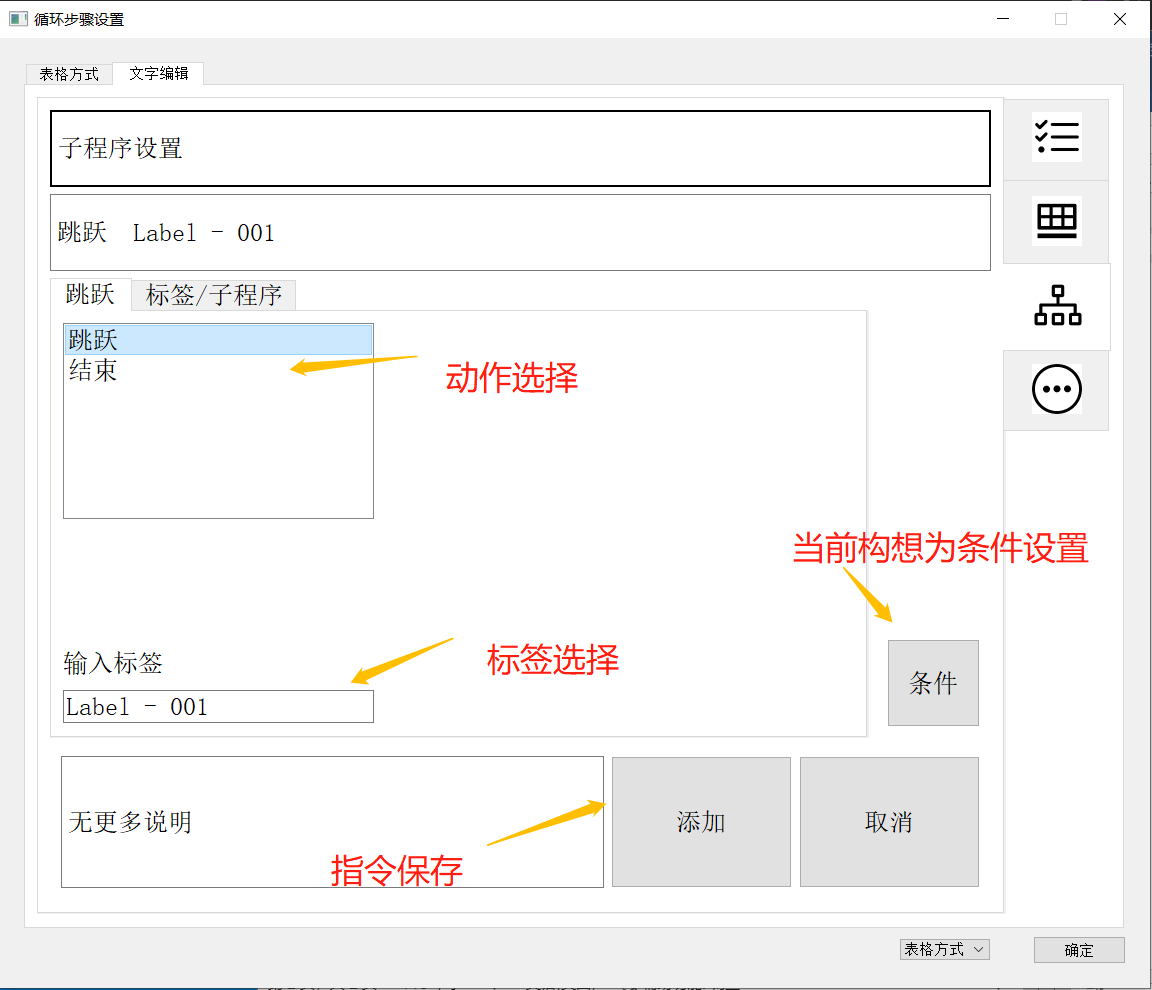 循环步骤设置
表格方式
文字编辑
子程序设置
跳跃 Label - 001
跳跃
标签/子程序
跳跃
结束
动作选择
当前构想为条件设置
输入标签
标签选择
Label - 001
条件
无更多说明
添加
取消
指令保存
表格方式
确定